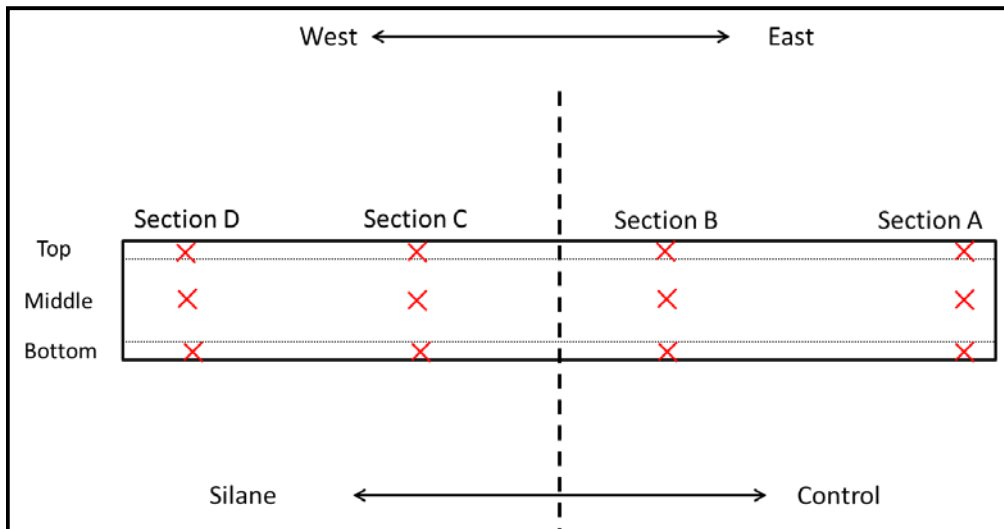 West East
Section D Section C Section B Section A
Top
Middle
Bottom
Silane Control